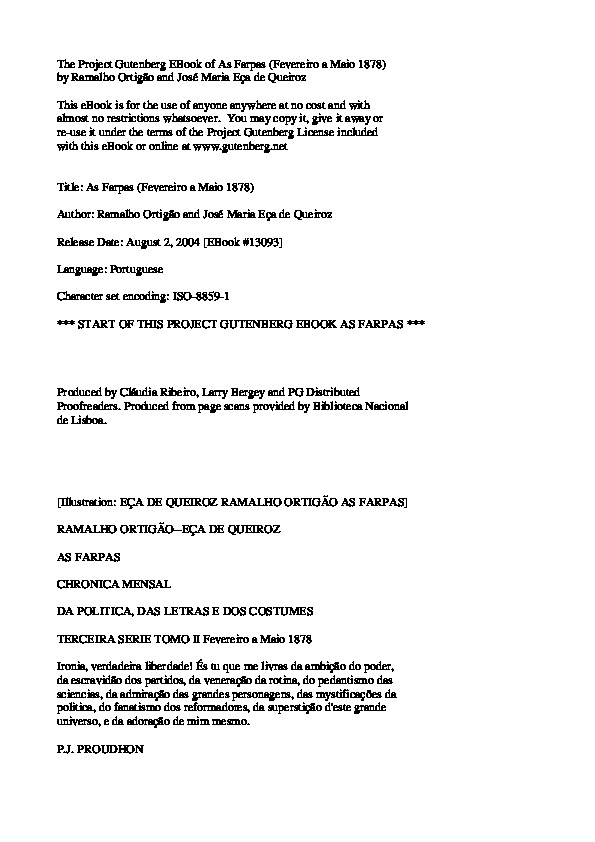 The Project Gutenberg EBook of As Farpas (Fevereiro a Maio 1878)
by Ramalho Ortigão and José Maria Eça de Queiroz
This eBook is for the use of anyone anywhere at no cost and with
almost no restrictions whatsoever.  You may copy it, give it away or
re-use it under the terms of the Project Gutenberg License included
with this eBook or online at www.gutenberg.net
Title: As Farpas (Fevereiro a Maio 1878)
Author: Ramalho Ortigão and José Maria Eça de Queiroz
Release Date: August 2, 2004 [EBook #13093]
Language: Portuguese
Character set encoding: ISO-8859-1
*** START OF THIS PROJECT GUTENBERG EBOOK AS FARPAS ***
Produced by Cláudia Ribeiro, Larry Bergey and PG Distributed
Proofreaders. Produced from page scans provided by Biblioteca Nacional
de Lisboa.
[Illustration: EÇA DE QUEIROZ RAMALHO ORTIGÃO AS FARPAS]
RAMALHO ORTIGÃO--EÇA DE QUEIROZ
AS FARPAS
CHRONICA MENSAL
DA POLITICA, DAS LETRAS E DOS COSTUMES
TERCEIRA SERIE TOMO II Fevereiro a Maio 1878
Ironia, verdadeira liberdade! És tu que me livras da ambição do poder,
da escravidão dos partidos, da veneração da rotina, do pedantismo das
sciencias, da admiração das grandes personagens, das mystificações da
politica, do fanatismo dos reformadores, da superstição d'este grande
universo, e da adoração de mim mesmo.
P.J. PROUDHON